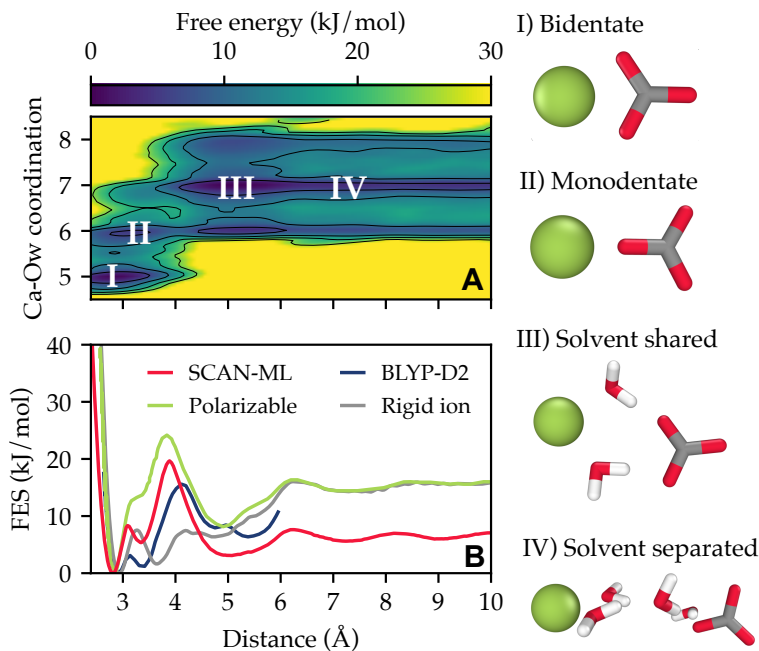 Free energy (kJ/mol)
0 10 20 30
Ca-Ow coordination
8
7
6
5
I
II
III
IV
A
FES (kJ/mol)
40
30
20
10
0
SCAN-ML
BLYP-D2
Polarizable
Rigid ion
B
3 4 5 6 7 8 9 10
Distance (Å)
I) Bidentate
II) Monodentate
III) Solvent shared
IV) Solvent separated